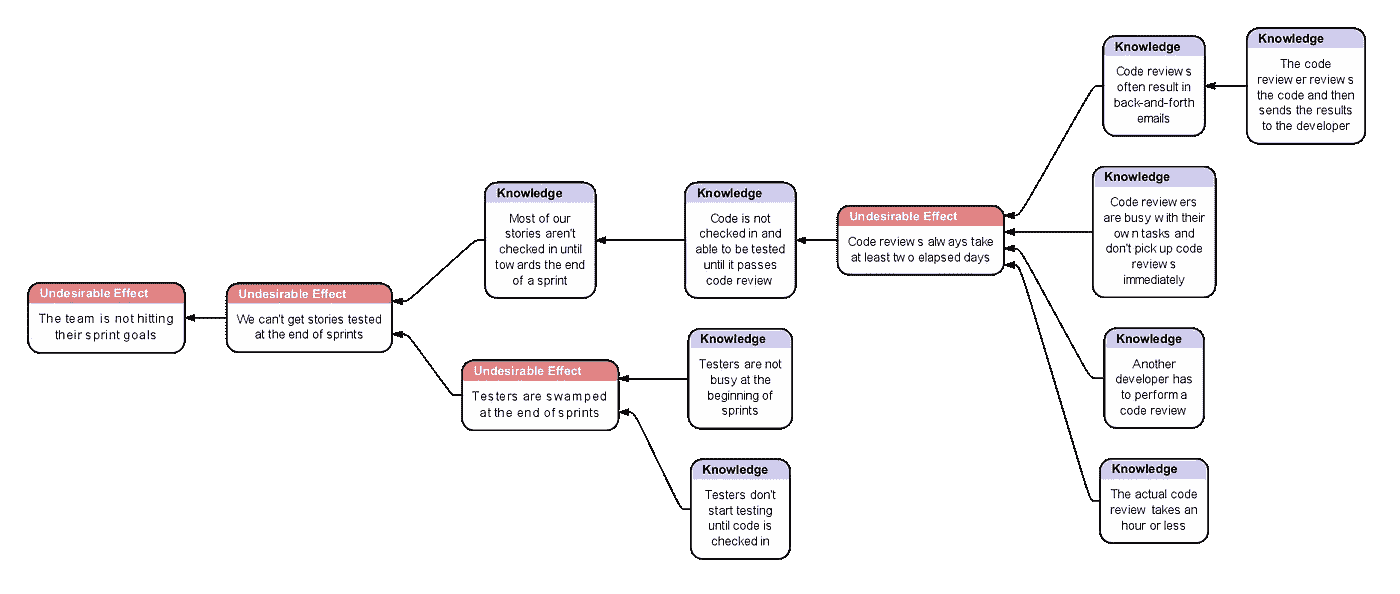 Undesirable Effect
The team is not hitting
their sprint goals
Undesirable Effect
We can't get stories tested
at the end of sprints
Knowledge
Most of our
stories aren't
checked in until
towards the end
of a sprint
Undesirable Effect
Testers are swamped
at the end of sprints
Knowledge
Code is not
checked in and
able to be tested
until it passes
code review
Knowledge
Testers are not
busy at the
beginning of
sprints
Knowledge
Testers don't
start testing
until code is
checked in
Undesirable Effect
Code reviews always take
at least two elapsed days
Knowledge
Code reviews
often result in
back-and-forth
emails
Knowledge
The code
reviewer reviews
the code and then
sends the results
to the developer
Knowledge
Code reviewers
are busy with their
own tasks and
don't pick up code
reviews
immediately
Knowledge
Another
developer has
to perform a
code review
Knowledge
The actual code
review takes an
hour or less